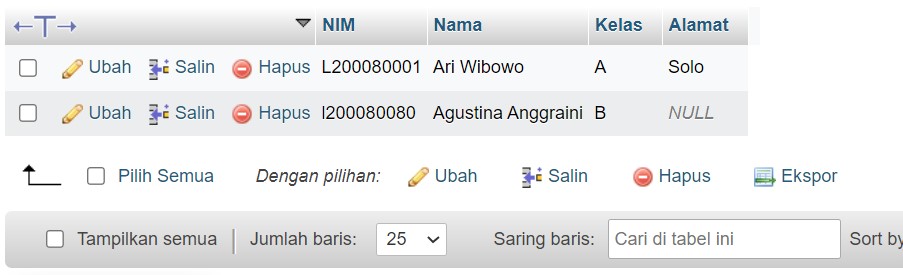 NIM Nama Kelas Alamat
Ubah Salin Hapus L200080001 Ari Wibowo A Solo
Ubah Salin Hapus l200080080 Agustina Anggraini B NULL
Pilih Semua Dengan pilihan: Ubah Salin Hapus Ekspor
Tampilkan semua Jumlah baris: 25 Saring baris: Cari di tabel ini Sort by